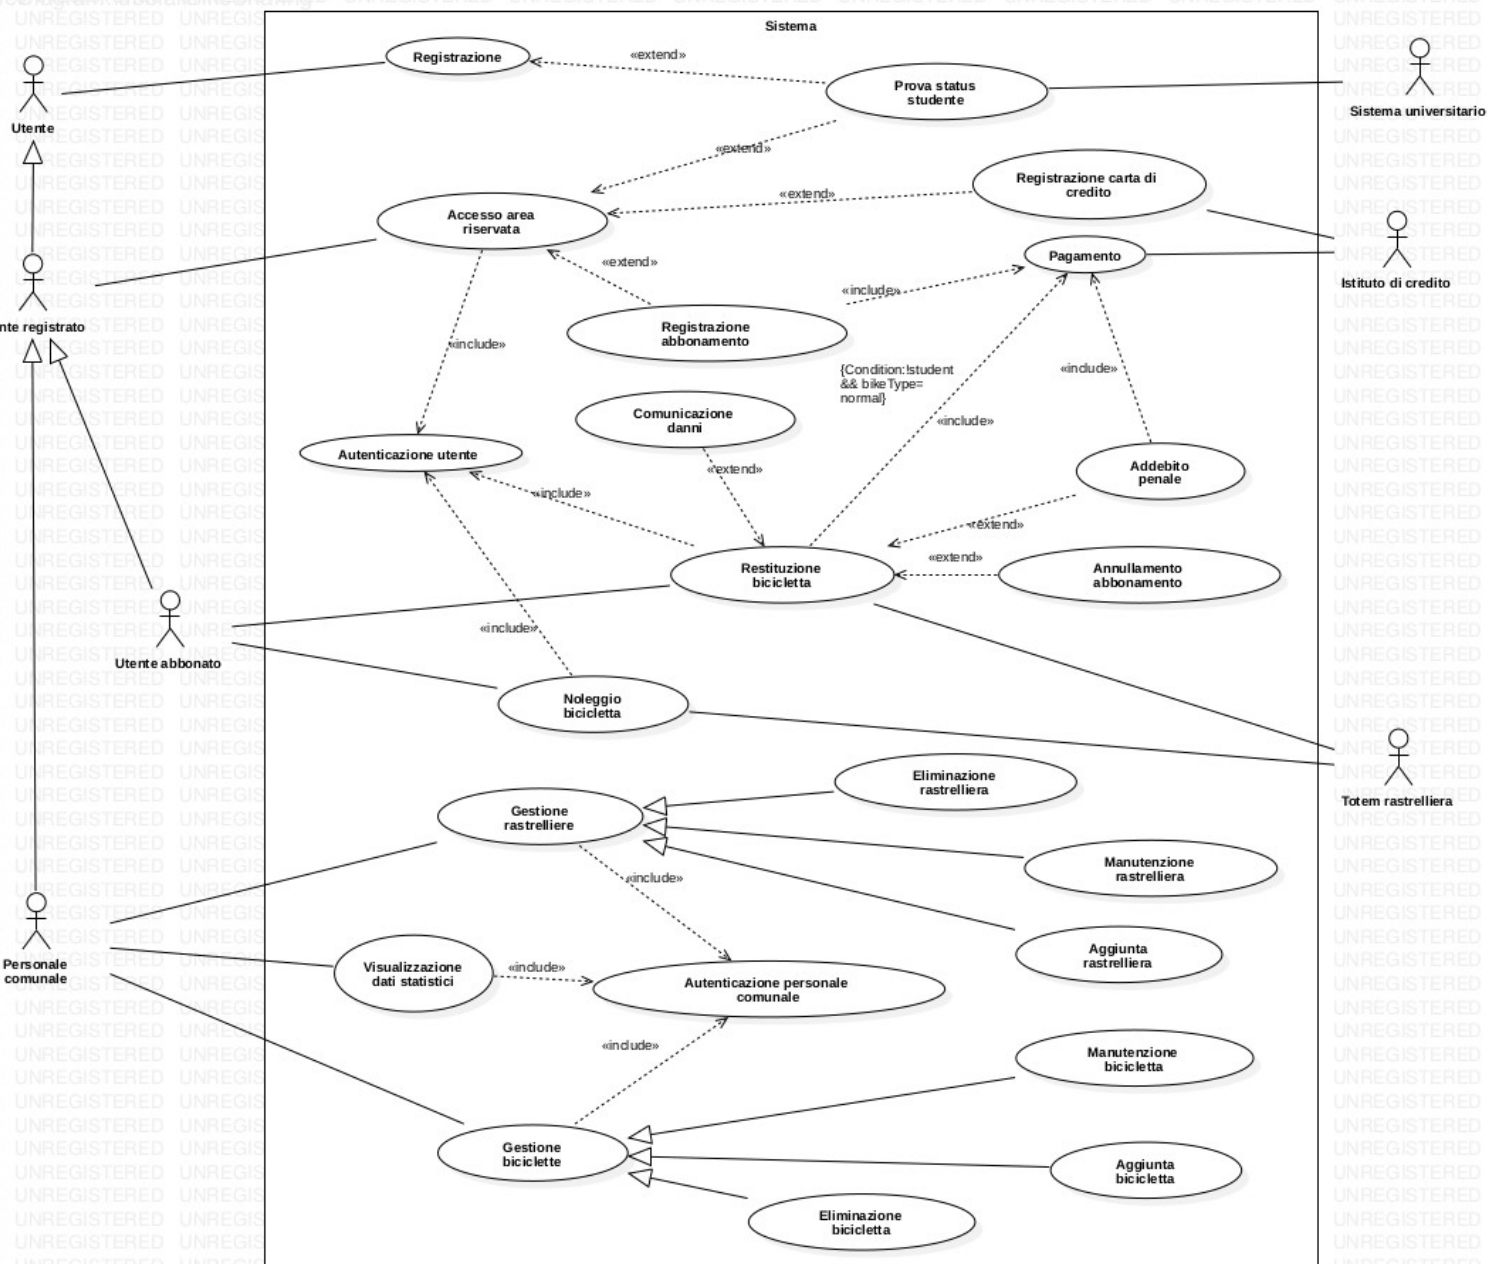 Sistema
Registrazione
«extend»
Prova status
studente
Utente
Sistema universitario
«extend»
Registrazione carta di
credito
«extend»
Accesso area
riservata
«extend»
Pagamento
Istituto di credito
«include»
nte registrato
Registrazione
abbonamento
«include»
{Condition:!student
&& bikeType=
normal}
«include»
Comunicazione
danni
«include»
Autenticazione utente
«extend»
Addebito
penale
«include»
«extend»
«extend»
Restituzione
bicicletta
Annullamento
abbonamento
«include»
Utente abbonato
Noleggio
bicicletta
Totem rastrelliera
Eliminazione
rastrelliera
Gestione
rastrelliere
Manutenzione
rastrelliera
«include»
Aggiunta
rastrelliera
Personale
comunale
Visualizzazione
dati statistici
«include»
Autenticazione personale
comunale
«include»
Manutenzione
bicicletta
Gestione
biciclette
Aggiunta
bicicletta
Eliminazione
bicicletta
UNREGISTERED